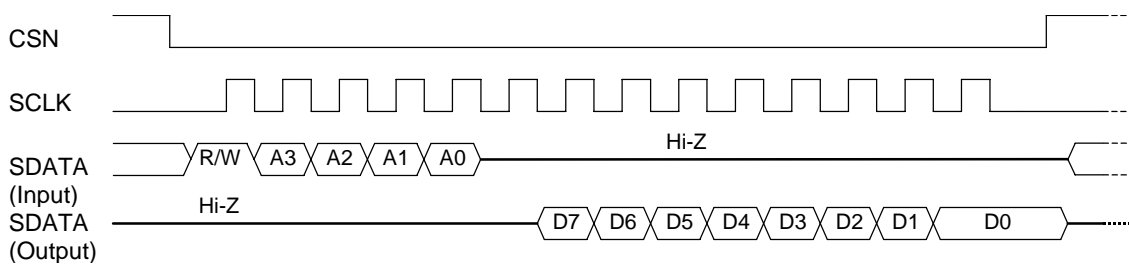 CSN
SCLK
SDATA
(Input)
R/W A3 A2 A1 A0 Hi-Z
SDATA
(Output)
Hi-Z D7 D6 D5 D4 D3 D2 D1 D0